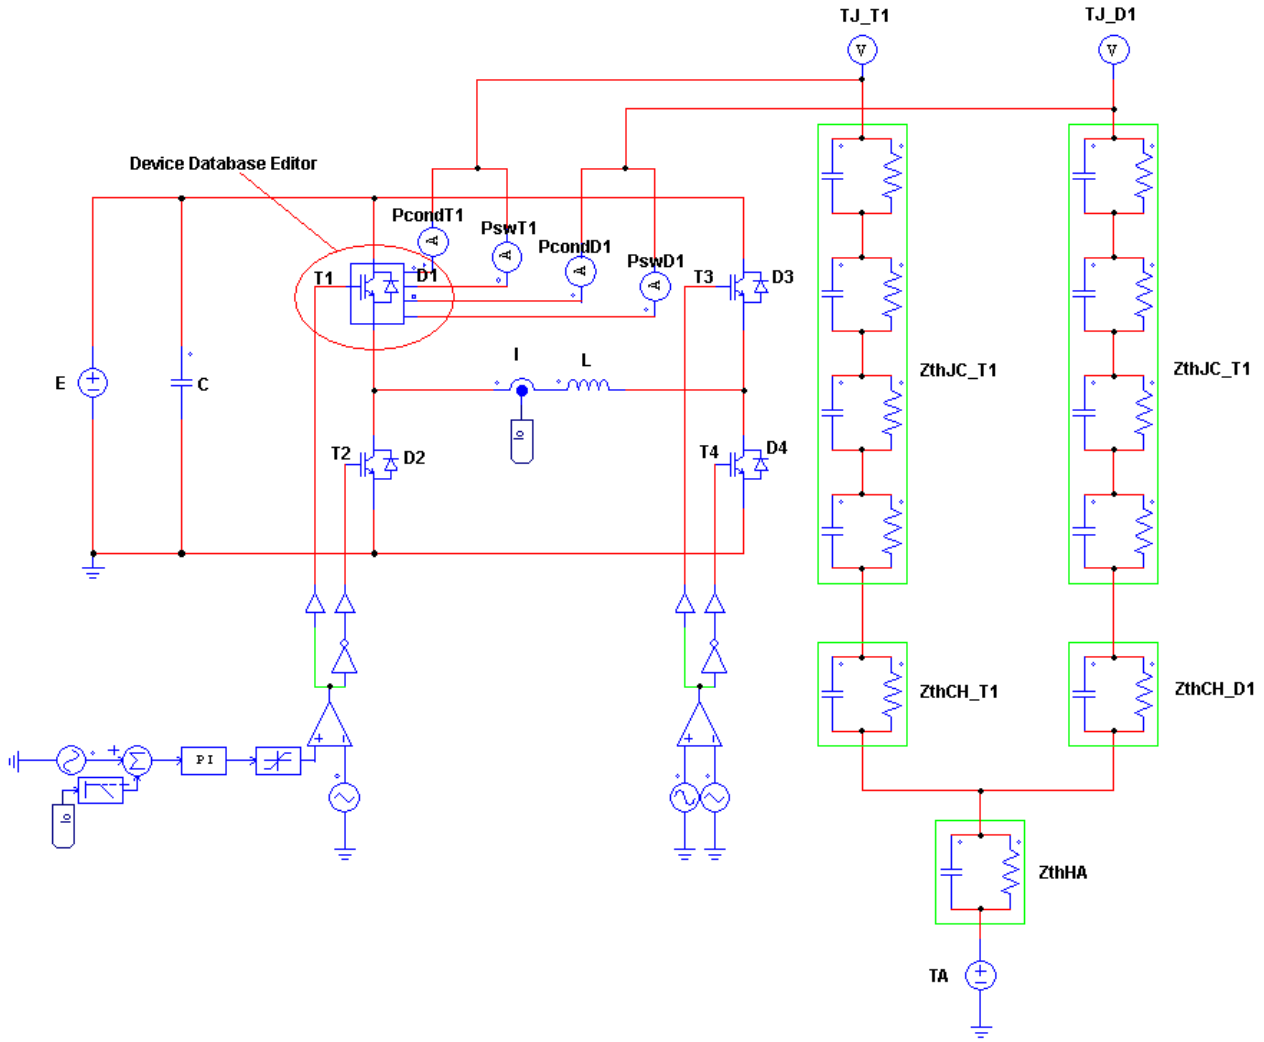 TJ_T1
TJ_D1
V
V
Device Database Editor
PcondT1
PswT1
PcondD1
PswD1
A
A
A
A
T1
D1
T3
D3
ZthJC_T1
ZthJC_T1
I
L
E
C
Io
T2
D2
T4
D4
ZthCH_T1
ZthCH_D1
PI
Io
ZthHA
TA